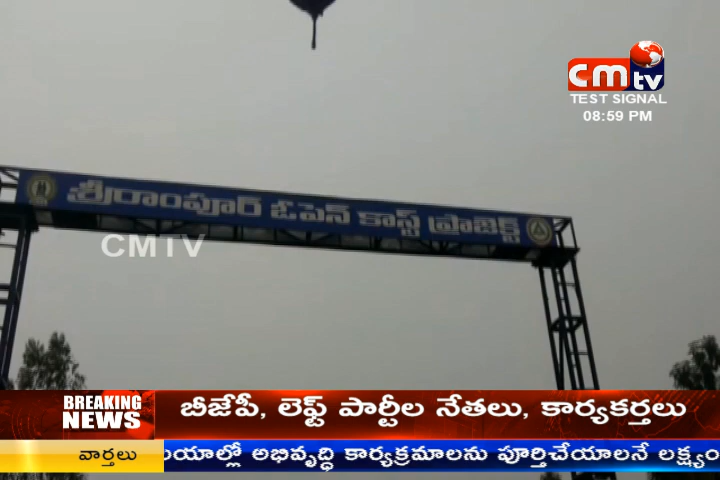 cmtv
TEST SIGNAL
08:59 PM
శ్రీరాంపూర్ ఓపెన్ కాస్ట్ ప్రాజెక్ట్
CMTV
BREAKING NEWS
బీజేపీ, లెఫ్ట్ పార్టీల నేతలు, కార్యకర్తలు
వార్తలు
యాల్లో అభివృద్ధి కార్యక్రమాలను పూర్తిచేయాలనే లక్ష్యం